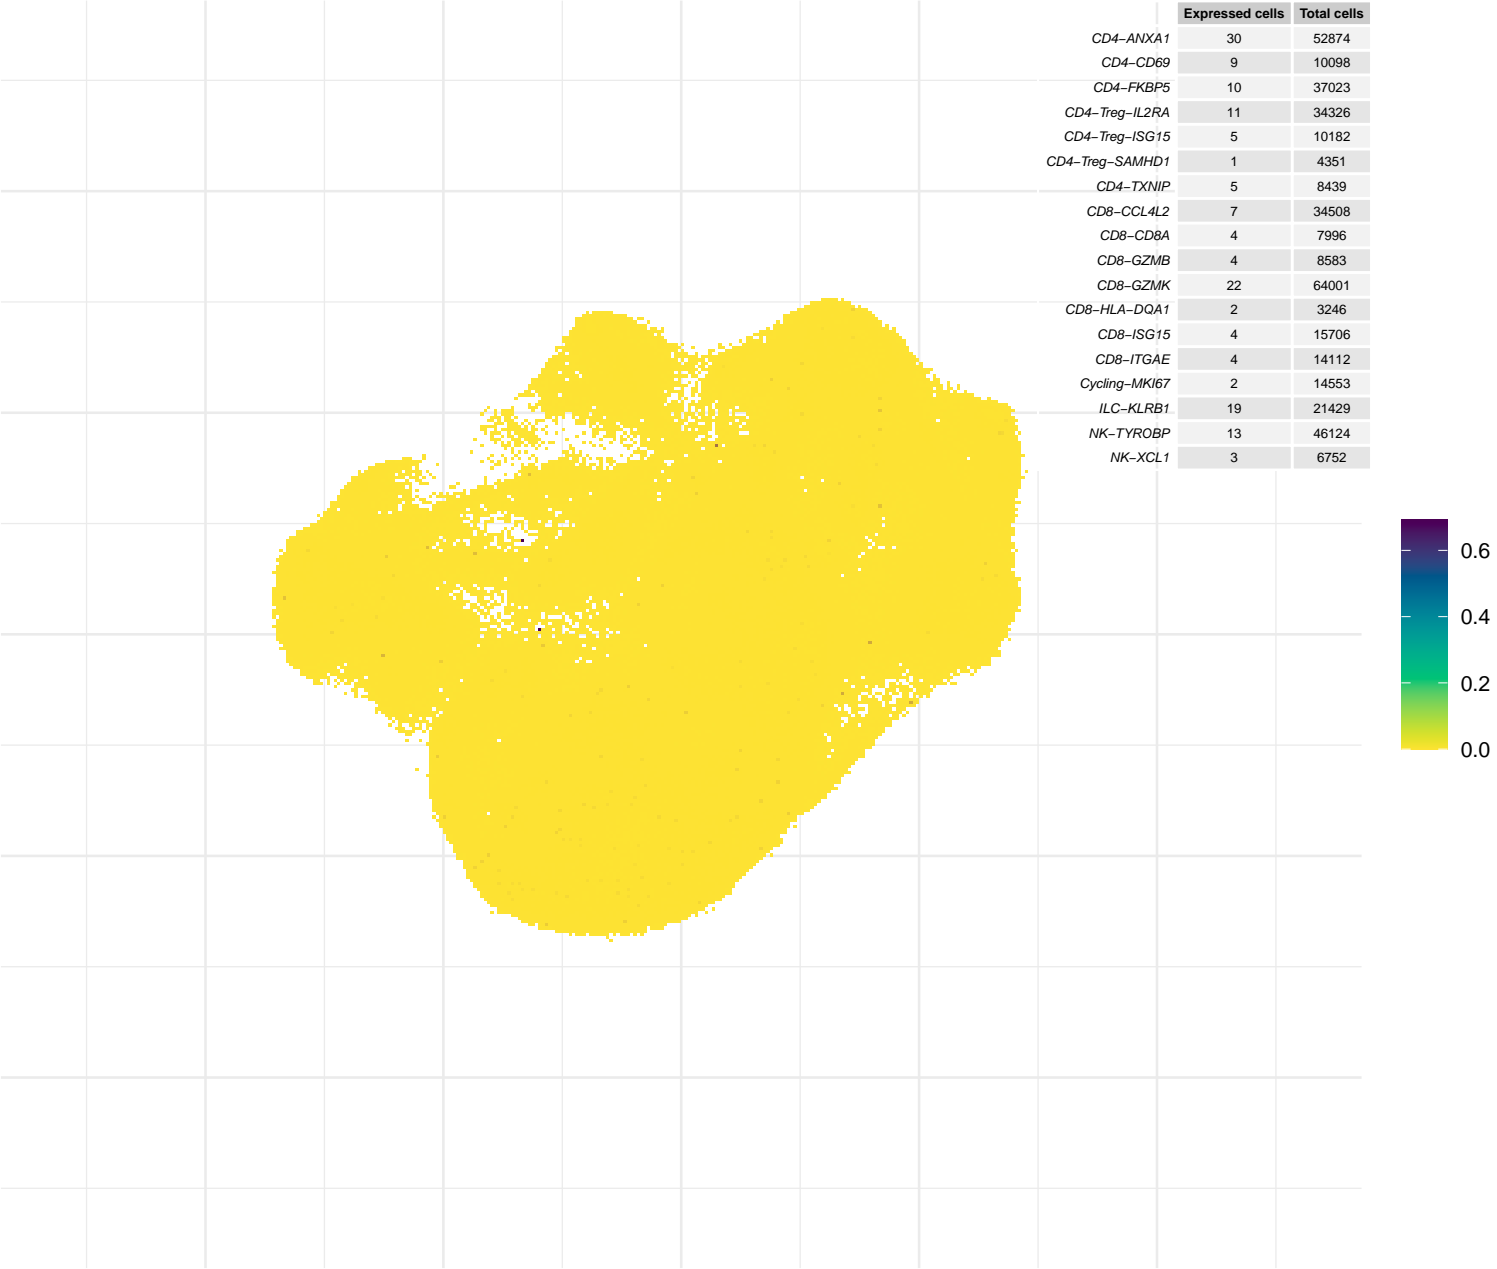 Expressed cells Total cells
CD4−ANXA1 30 52874
CD4−CD69 9 10098
CD4−FKBP5 10 37023
CD4−Treg−IL2RA 11 34326
CD4−Treg−ISG15 5 10182
CD4−Treg−SAMHD1 1 4351
CD4−TXNIP 5 8439
CD8−CCL4L2 7 34508
CD8−CD8A 4 7996
CD8−GZMB 4 8583
CD8−GZMK 22 64001
CD8−HLA−DQA1 2 3246
CD8−ISG15 4 15706
CD8−ITGAE 4 14112
Cycling−MKI67 2 14553
ILC−KLRB1 19 21429
NK−TYROBP 13 46124
NK−XCL1 3 6752
0.6
0.4
0.2
0.0